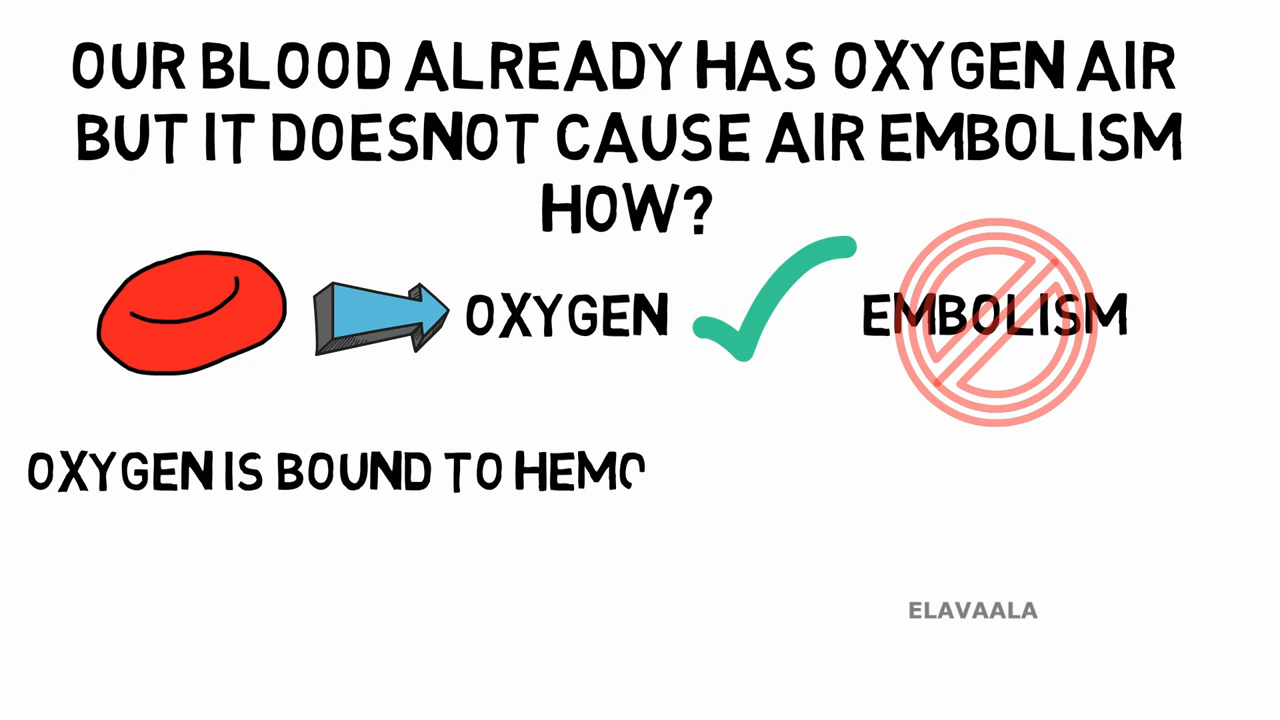 OUR BLOOD ALREADY HAS OXYGEN AIR
BUT IT DOESNOT CAUSE AIR EMBOLISM
HOW?
OXYGEN
EMBOLISM
OXYGEN IS BOUND TO HEMO
ELAVAALA